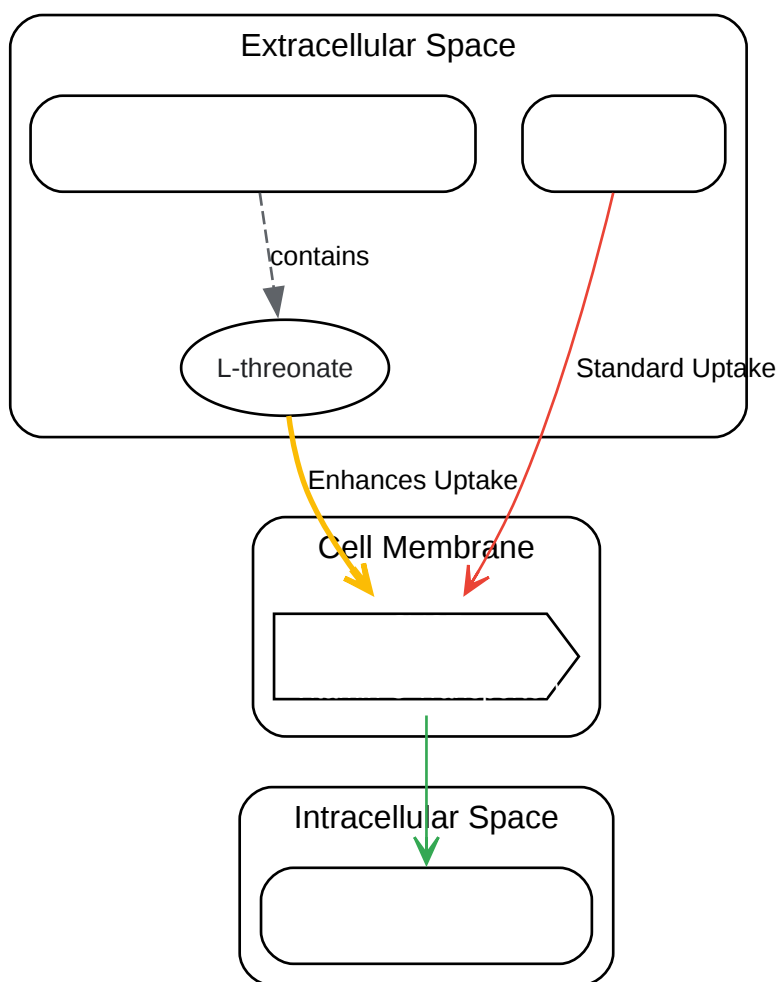 Extracellular Space
contains
L-threonate
Standard Uptake
Enhances Uptake
Cell Membrane
Intracellular Space